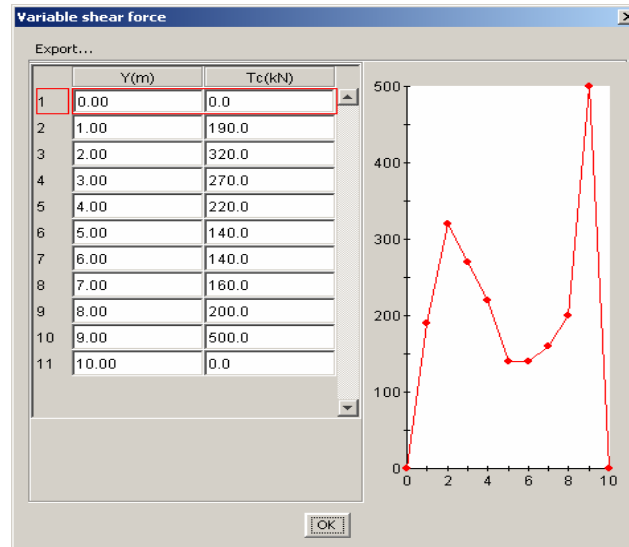 Variable shear force
Export...
Y(m) Tc(kN)
1 0.00 0.0
2 1.00 190.0
3 2.00 320.0
4 3.00 270.0
5 4.00 220.0
6 5.00 140.0
7 6.00 140.0
8 7.00 160.0
9 8.00 200.0
10 9.00 500.0
11 10.00 0.0
500
400
300
200
100
0
0 2 4 6 8 10
OK